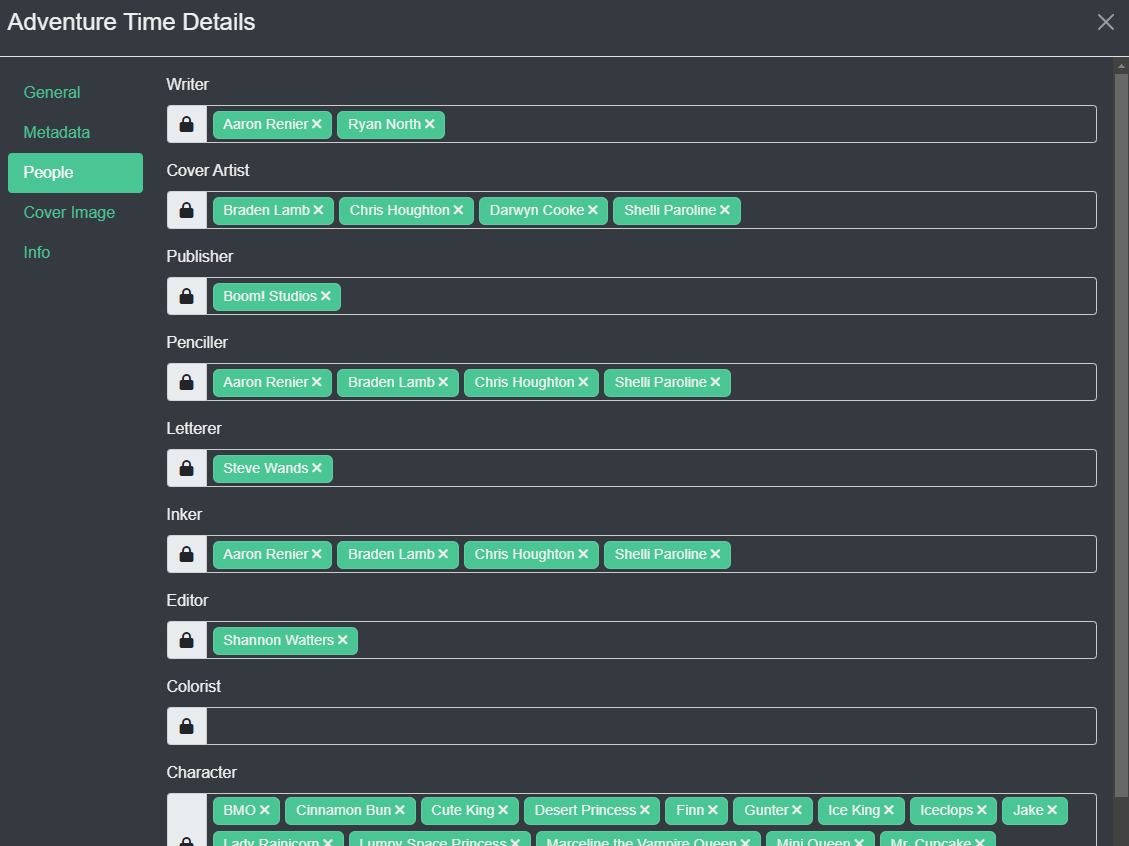 Adventure Time Details
General
Metadata
People
Cover Image
Info
Writer
Aaron Renier Ryan North
Cover Artist
Braden Lamb Chris Houghton Darwyn Cooke Shelli Paroline
Publisher
Boom! Studios
Penciller
Aaron Renier Braden Lamb Chris Houghton Shelli Paroline
Letterer
Steve Wands
Inker
Aaron Renier Braden Lamb Chris Houghton Shelli Paroline
Editor
Shannon Watters
Colorist
Character
BMO Cinnamon Bun Cute King Desert Princess Finn Gunter Ice King Iceclops Jake
Lady Rainicorn Lumpy Space Princess Marceline the Vampire Queen Mini Queen Mr. Cupcake